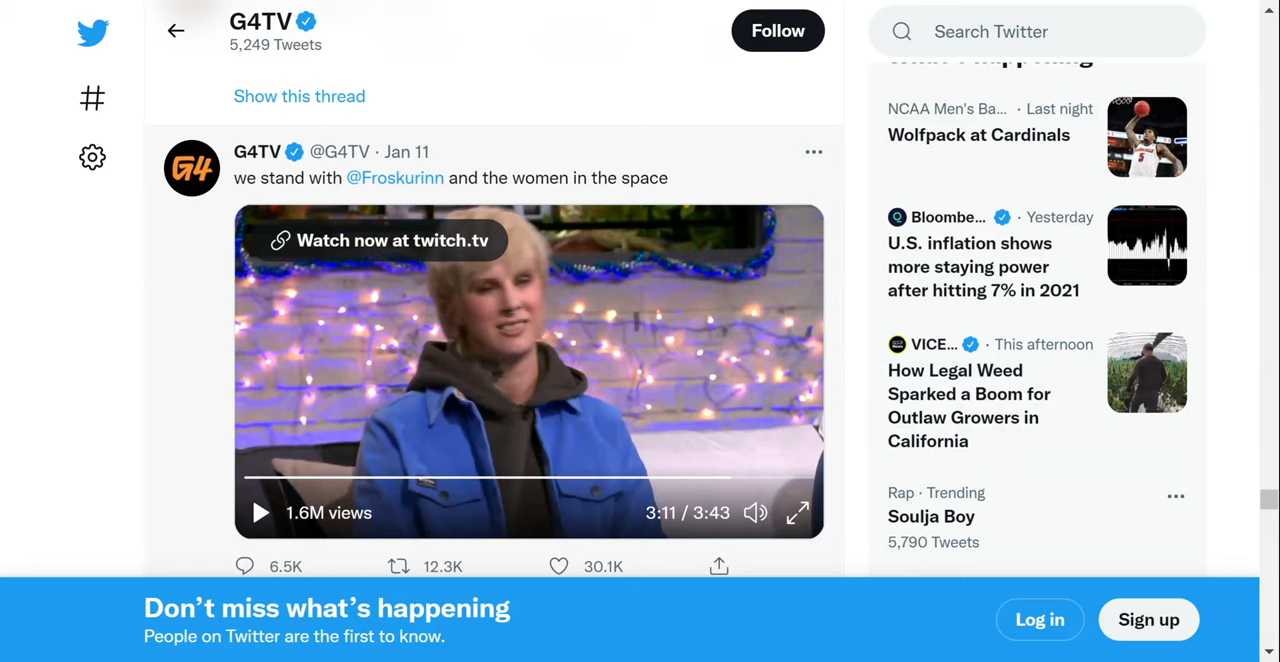 G4TV
5,249 Tweets
Follow
Search Twitter
Show this thread
G4
G4TV @G4TV · Jan 11
we stand with @Froskurinn and the women in the space
Watch now at twitch.tv
1.6M views
3:11 / 3:43
6.5K
12.3K
30.1K
NCAA Men's Ba... · Last night
Wolfpack at Cardinals
Bloombe... · Yesterday
U.S. inflation shows
more staying power
after hitting 7% in 2021
VICE... · This afternoon
How Legal Weed
Sparked a Boom for
Outlaw Growers in
California
Rap · Trending
Soulja Boy
5,790 Tweets
Don't miss what's happening
People on Twitter are the first to know.
Log in
Sign up